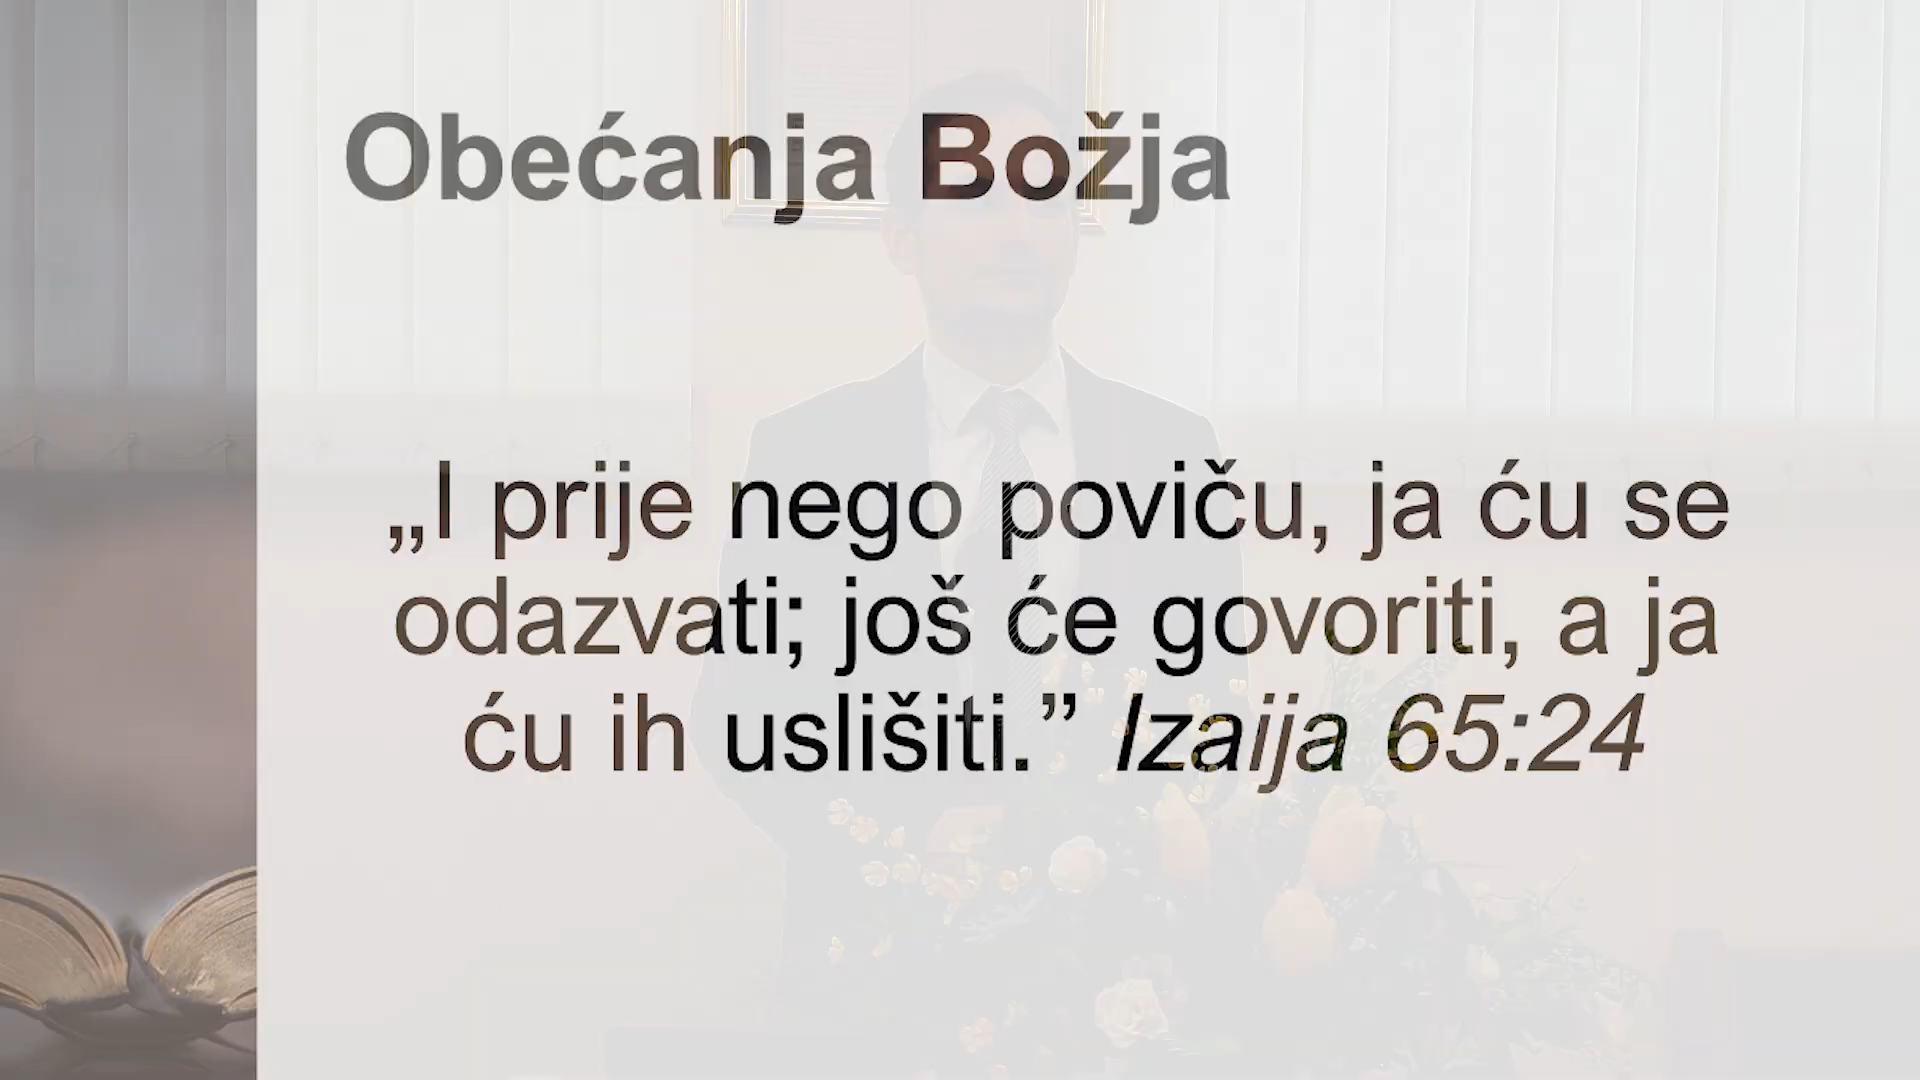 Obećanja Božja
„I prije nego poviču, ja ću se
odazvati; još će govoriti, a ja
ću ih uslišiti.” Izaija 65:24